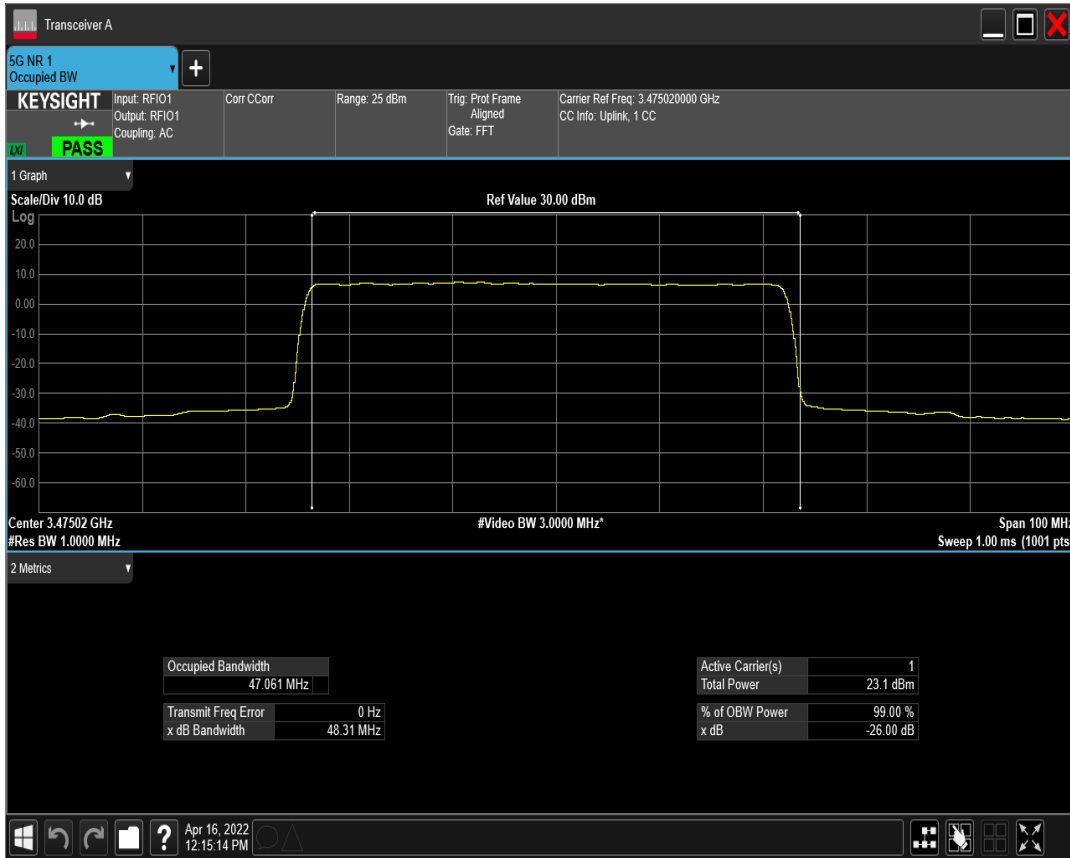 Transceiver A
5G NR 1
Occupied BW
KEYSIGHT
LXI
PASS
Input: RFIO1
Output: RFIO1
Coupling: AC
Corr CCorr
Range: 25 dBm
Trig: Prot Frame
Aligned
Gate: FFT
Carrier Ref Freq: 3.475020000 GHz
CC Info: Uplink, 1 CC
1 Graph
Scale/Div 10.0 dB
Ref Value 30.00 dBm
Log
20.0
10.0
0.00
-10.0
-20.0
-30.0
-40.0
-50.0
-60.0
Center 3.47502 GHz
#Video BW 3.0000 MHz*
Span 100 MHz
#Res BW 1.0000 MHz
Sweep 1.00 ms (1001 pts
2 Metrics
Occupied Bandwidth
47.061 MHz
Transmit Freq Error 0 Hz
x dB Bandwidth 48.31 MHz
Active Carrier(s) 1
Total Power 23.1 dBm
% of OBW Power 99.00 %
x dB -26.00 dB
?
Apr 16, 2022
12:15:14 PM